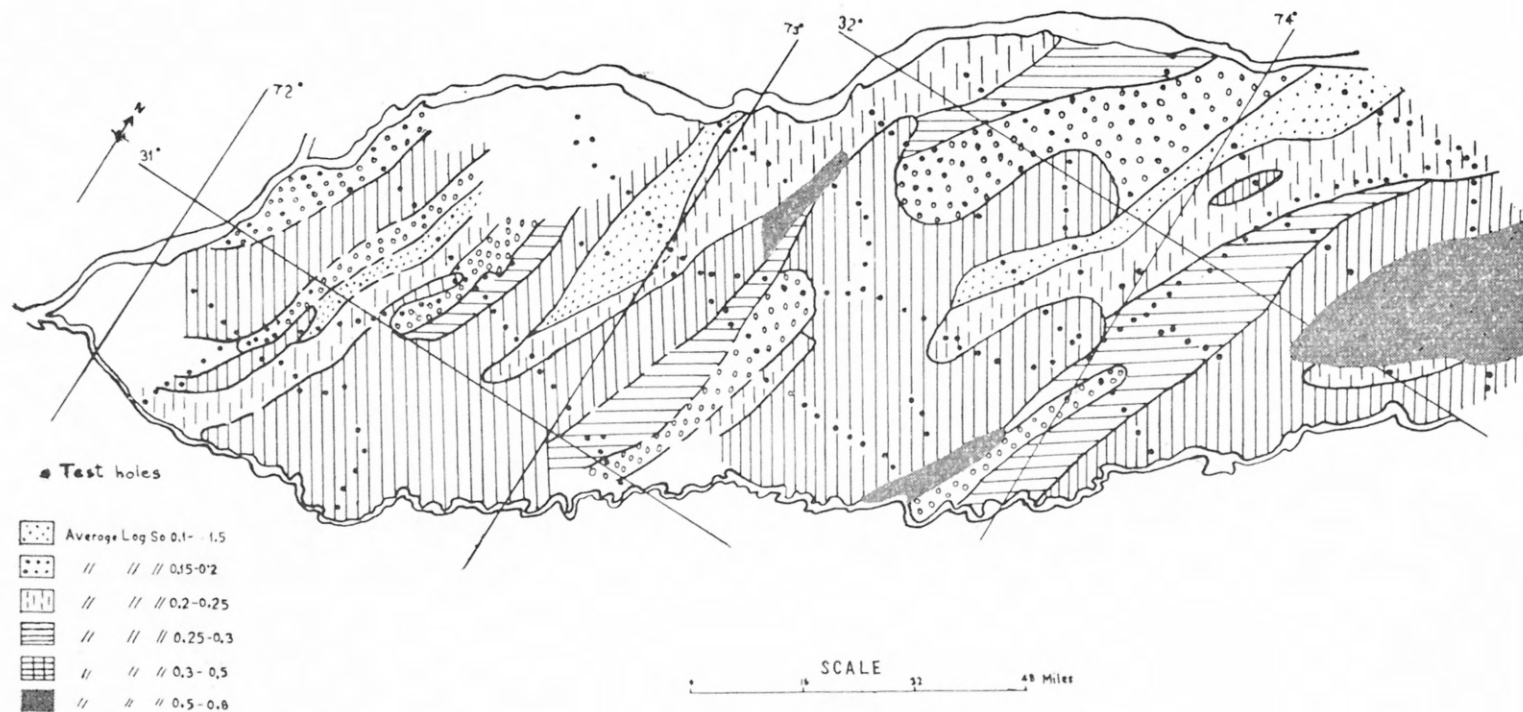 72°
73°
32°
74°
N
31°
Test holes
Average Log So 0.1- 1.5
// // // 0.15-0.2
// // // 0.2-0.25
// // // 0.25-0.3
// // // 0.3-0.5
// // // 0.5-0.8
SCALE
0 16 32 48 Miles